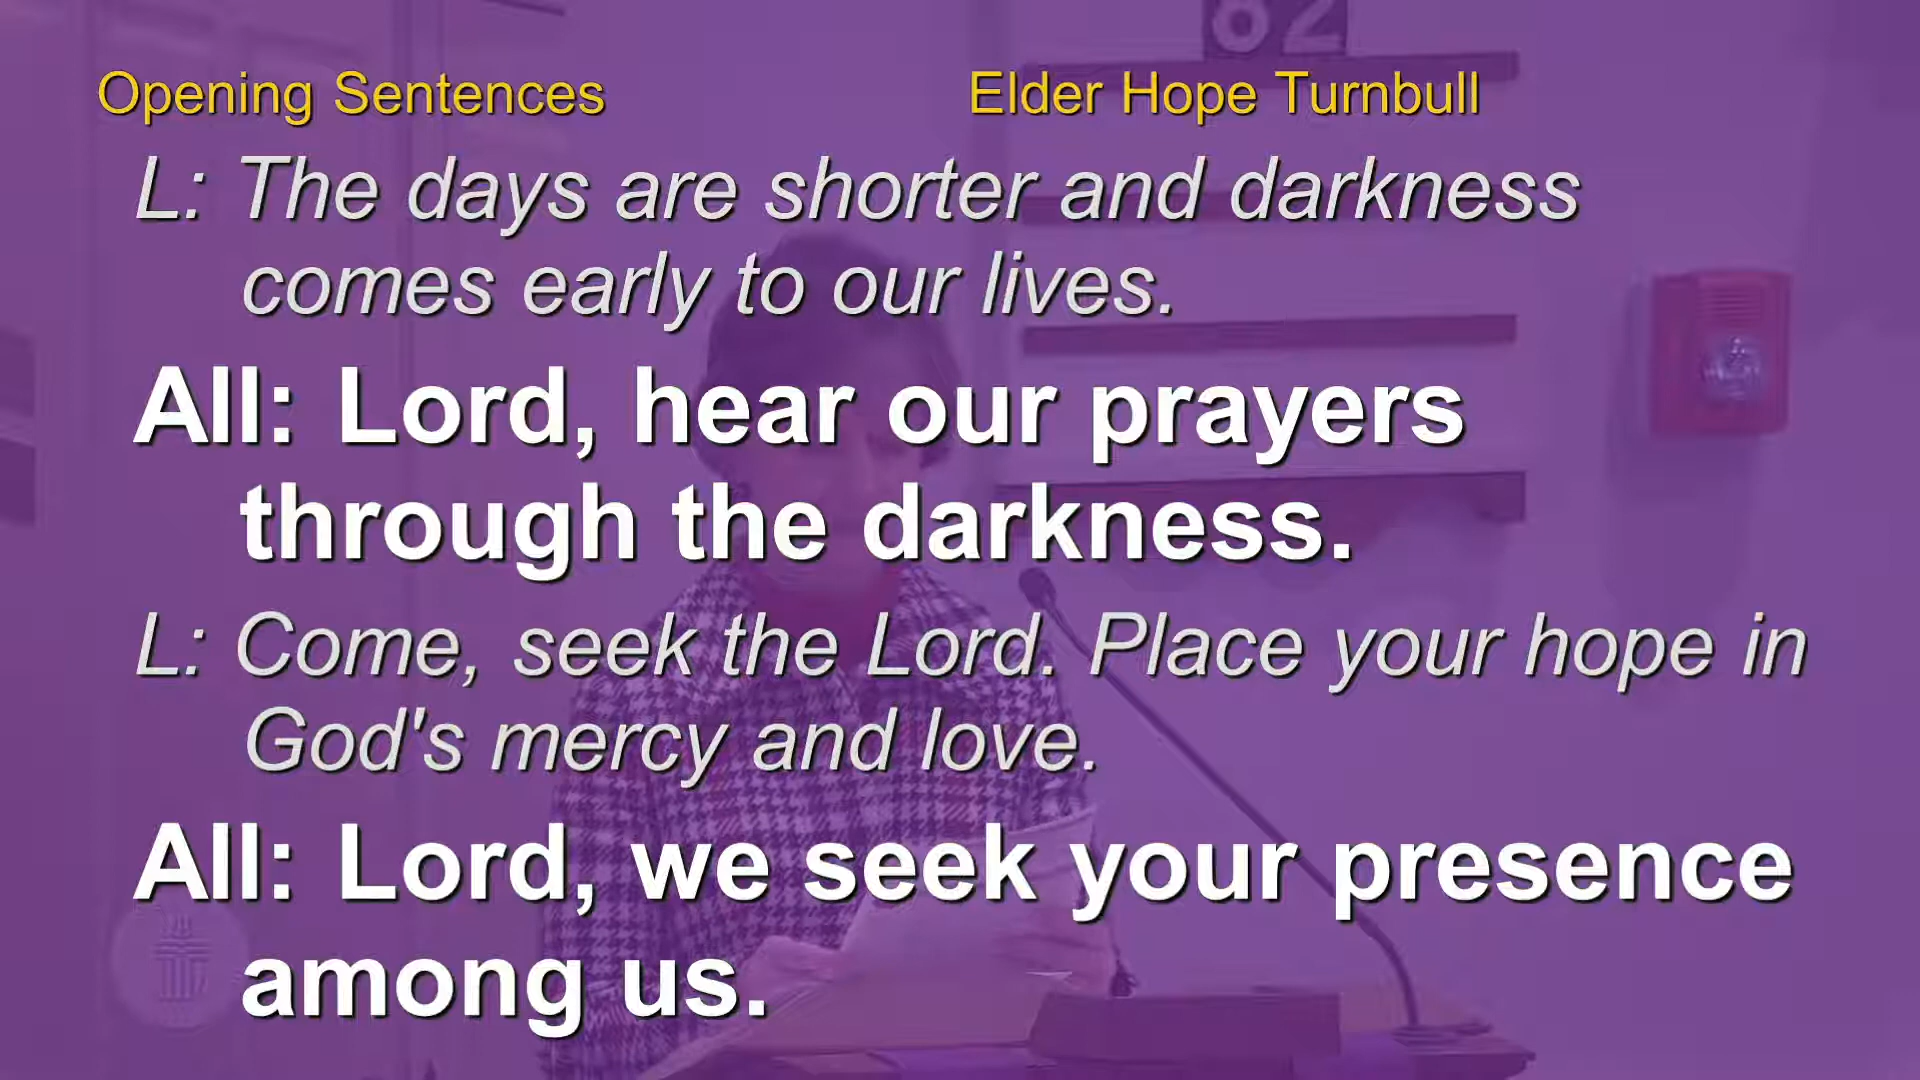 82
Opening Sentences Elder Hope Turnbull
L: The days are shorter and darkness
comes early to our lives.
All: Lord, hear our prayers
through the darkness.
L: Come, seek the Lord. Place your hope in
God's mercy and love.
All: Lord, we seek your presence
among us.